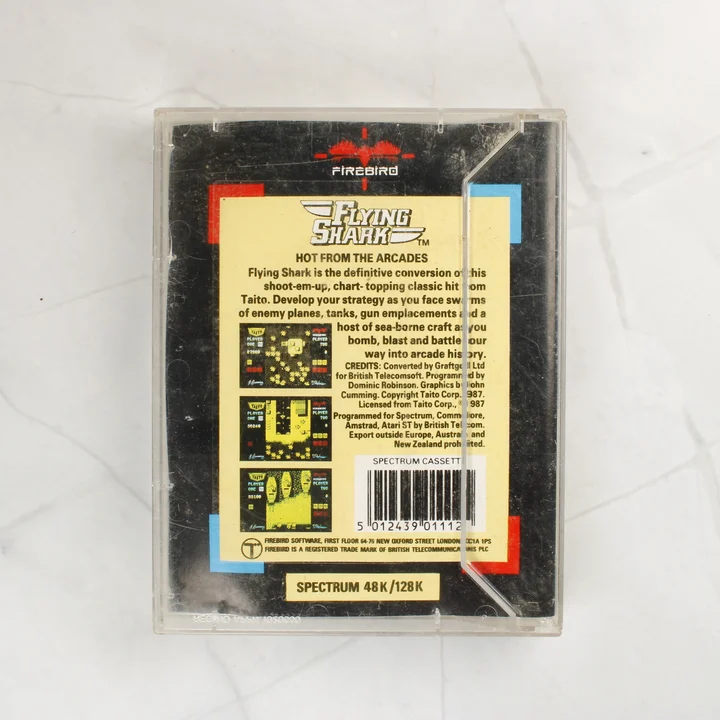 FIREBIRD
FLYING
SHARK TM
HOT FROM THE ARCADES
Flying Shark is the definitive conversion of this
shoot-em-up, chart- topping classic hit from
Taito. Develop your strategy as you face swarms
of enemy planes, tanks, gun emplacements and a
host of sea-borne craft as you
bomb, blast and battle your
way into arcade history.
CREDITS: Converted by Graftgold Ltd
for British Telecomsoft. Programmed by
Dominic Robinson. Graphics by John
Cumming. Copyright Taito Corp. 1987.
Licensed from Taito Corp., © 1987
Programmed for Spectrum, Commodore,
Amstrad, Atari ST by British Telecom.
Export outside Europe, Australia and
New Zealand prohibited.
SPECTRUM CASSETT
5 012439 01112
FIREBIRD SOFTWARE, FIRST FLOOR 64-76 NEW OXFORD STREET LONDON WC1A 1PS
FIREBIRD IS A REGISTERED TRADE MARK OF BRITISH TELECOMMUNICATIONS PLC
SPECTRUM 48K/128K